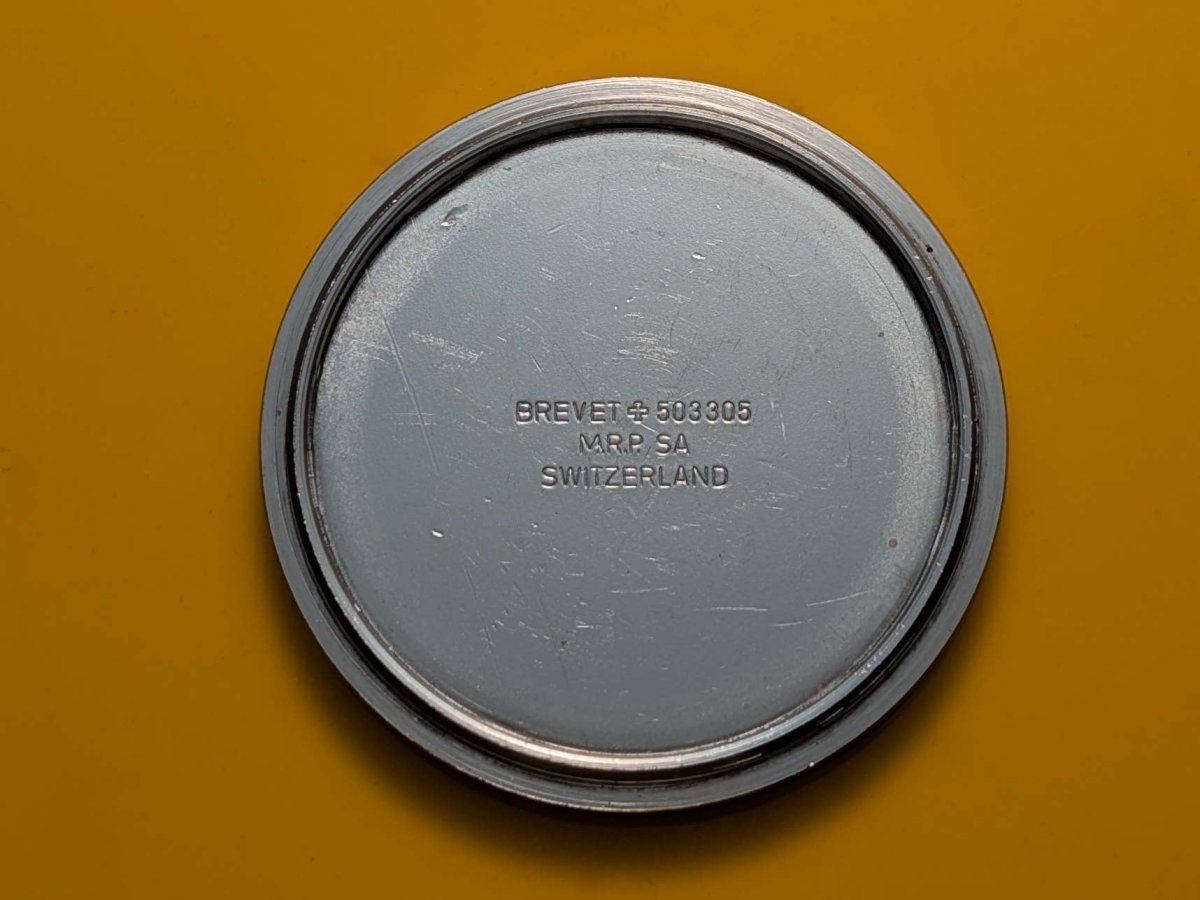 BREVET ✚ 503305
M.R.P. SA
SWITZERLAND